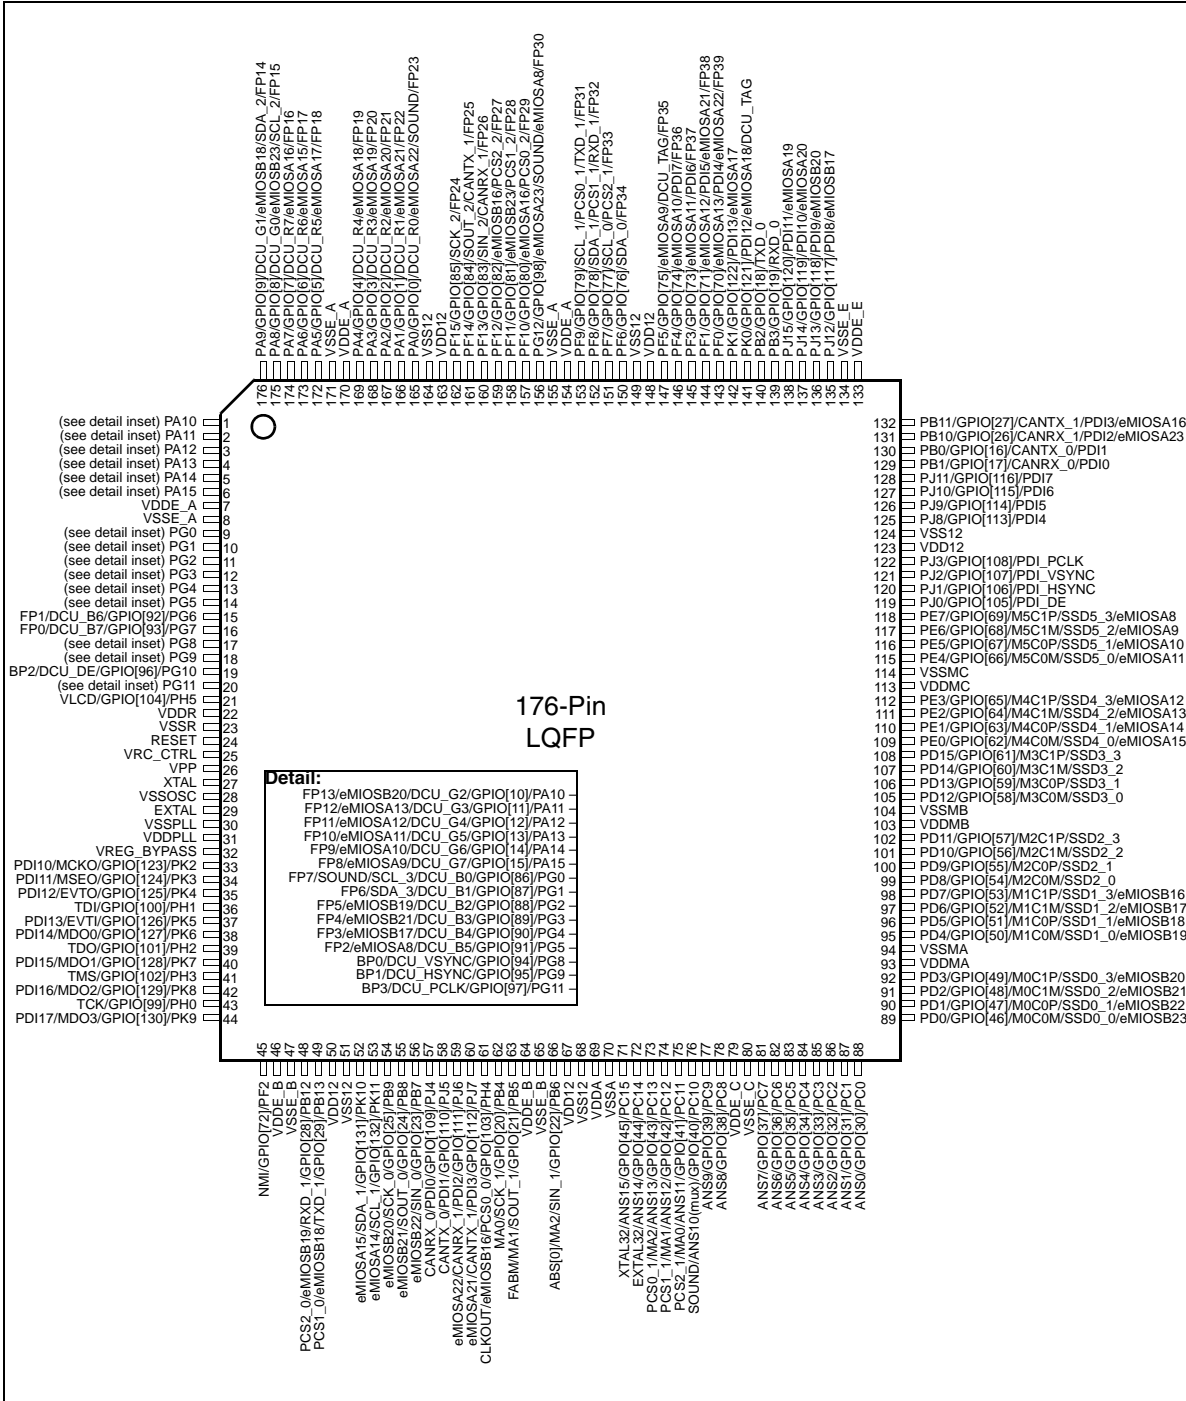 176 PA9/GPIO[9]/DCU_G1/eMIOSB18/SDA_2/FP14
175 PA8/GPIO[8]/DCU_G0/eMIOSB23/SCL_2/FP15
174 PA7/GPIO[7]/DCU_R7/eMIOSA16/FP16
173 PA6/GPIO[6]/DCU_R6/eMIOSA15/FP17
172 PA5/GPIO[5]/DCU_R5/eMIOSA17/FP18
171 VSSE_A
170 VDDE_A
169 PA4/GPIO[4]/DCU_R4/eMIOSA18/FP19
168 PA3/GPIO[3]/DCU_R3/eMIOSA19/FP20
167 PA2/GPIO[2]/DCU_R2/eMIOSA20/FP21
166 PA1/GPIO[1]/DCU_R1/eMIOSA21/FP22
165 PA0/GPIO[0]/DCU_R0/eMIOSA22/SOUND/FP23
164 VSS12
163 VDD12
162 PF15/GPIO[85]/SCK_2/FP24
161 PF14/GPIO[84]/SOUT_2/CANTX_1/FP25
160 PF13/GPIO[83]/SIN_2/CANRX_1/FP26
159 PF12/GPIO[82]/eMIOSB16/PCS2_2/FP27
158 PF11/GPIO[81]/eMIOSB23/PCS1_2/FP28
157 PF10/GPIO[80]/eMIOSA16/PCS0_2/FP29
156 PG12/GPIO[98]/eMIOSA23/SOUND/eMIOSA8/FP30
155 VSSE_A
154 VDDE_A
153 PF9/GPIO[79]/SCL_1/PCS0_1/TXD_1/FP31
152 PF8/GPIO[78]/SDA_1/PCS1_1/RXD_1/FP32
151 PF7/GPIO[77]/SCL_0/PCS2_1/FP33
150 PF6/GPIO[76]/SDA_0/FP34
149 VSS12
148 VDD12
147 PF5/GPIO[75]/eMIOSA9/DCU_TAG/FP35
146 PF4/GPIO[74]/eMIOSA10/PDI7/FP36
145 PF3/GPIO[73]/eMIOSA11/PDI6/FP37
144 PF1/GPIO[71]/eMIOSA12/PDI5/eMIOSA21/FP38
143 PF0/GPIO[70]/eMIOSA13/PDI4/eMIOSA22/FP39
142 PK1/GPIO[122]/PDI13/eMIOSA17
141 PK0/GPIO[121]/PDI12/eMIOSA18/DCU_TAG
140 PB2/GPIO[18]/TXD_0
139 PB3/GPIO[19]/RXD_0
138 PJ15/GPIO[120]/PDI11/eMIOSA19
137 PJ14/GPIO[119]/PDI10/eMIOSA20
136 PJ13/GPIO[118]/PDI9/eMIOSB20
135 PJ12/GPIO[117]/PDI8/eMIOSB17
134 VSSE_E
133 VDDE_E
(see detail inset) PA10 1
(see detail inset) PA11 2
(see detail inset) PA12 3
(see detail inset) PA13 4
(see detail inset) PA14 5
(see detail inset) PA15 6
VDDE_A 7
VSSE_A 8
(see detail inset) PG0 9
(see detail inset) PG1 10
(see detail inset) PG2 11
(see detail inset) PG3 12
(see detail inset) PG4 13
(see detail inset) PG5 14
FP1/DCU_B6/GPIO[92]/PG6 15
FP0/DCU_B7/GPIO[93]/PG7 16
(see detail inset) PG8 17
(see detail inset) PG9 18
BP2/DCU_DE/GPIO[96]/PG10 19
(see detail inset) PG11 20
VLCD/GPIO[104]/PH5 21
VDDR 22
VSSR 23
RESET 24
VRC_CTRL 25
VPP 26
XTAL 27
VSSOSC 28
EXTAL 29
VSSPLL 30
VDDPLL 31
VREG_BYPASS 32
PDI10/MCKO/GPIO[123]/PK2 33
PDI11/MSEO/GPIO[124]/PK3 34
PDI12/EVTO/GPIO[125]/PK4 35
TDI/GPIO[100]/PH1 36
PDI13/EVTI/GPIO[126]/PK5 37
PDI14/MDO0/GPIO[127]/PK6 38
TDO/GPIO[101]/PH2 39
PDI15/MDO1/GPIO[128]/PK7 40
TMS/GPIO[102]/PH3 41
PDI16/MDO2/GPIO[129]/PK8 42
TCK/GPIO[99]/PH0 43
PDI17/MDO3/GPIO[130]/PK9 44
176-Pin
LQFP
Detail:
FP13/eMIOSB20/DCU_G2/GPIO[10]/PA10
FP12/eMIOSA13/DCU_G3/GPIO[11]/PA11
FP11/eMIOSA12/DCU_G4/GPIO[12]/PA12
FP10/eMIOSA11/DCU_G5/GPIO[13]/PA13
FP9/eMIOSA10/DCU_G6/GPIO[14]/PA14
FP8/eMIOSA9/DCU_G7/GPIO[15]/PA15
FP7/SOUND/SCL_3/DCU_B0/GPIO[86]/PG0
FP6/SDA_3/DCU_B1/GPIO[87]/PG1
FP5/eMIOSB19/DCU_B2/GPIO[88]/PG2
FP4/eMIOSB21/DCU_B3/GPIO[89]/PG3
FP3/eMIOSB17/DCU_B4/GPIO[90]/PG4
FP2/eMIOSA8/DCU_B5/GPIO[91]/PG5
BP0/DCU_VSYNC/GPIO[94]/PG8
BP1/DCU_HSYNC/GPIO[95]/PG9
BP3/DCU_PCLK/GPIO[97]/PG11
132 PB11/GPIO[27]/CANTX_1/PDI3/eMIOSA16
131 PB10/GPIO[26]/CANRX_1/PDI2/eMIOSA23
130 PB0/GPIO[16]/CANTX_0/PDI1
129 PB1/GPIO[17]/CANRX_0/PDI0
128 PJ11/GPIO[116]/PDI7
127 PJ10/GPIO[115]/PDI6
126 PJ9/GPIO[114]/PDI5
125 PJ8/GPIO[113]/PDI4
124 VSS12
123 VDD12
122 PJ3/GPIO[108]/PDI_PCLK
121 PJ2/GPIO[107]/PDI_VSYNC
120 PJ1/GPIO[106]/PDI_HSYNC
119 PJ0/GPIO[105]/PDI_DE
118 PE7/GPIO[69]/M5C1P/SSD5_3/eMIOSA8
117 PE6/GPIO[68]/M5C1M/SSD5_2/eMIOSA9
116 PE5/GPIO[67]/M5C0P/SSD5_1/eMIOSA10
115 PE4/GPIO[66]/M5C0M/SSD5_0/eMIOSA11
114 VSSMC
113 VDDMC
112 PE3/GPIO[65]/M4C1P/SSD4_3/eMIOSA12
111 PE2/GPIO[64]/M4C1M/SSD4_2/eMIOSA13
110 PE1/GPIO[63]/M4C0P/SSD4_1/eMIOSA14
109 PE0/GPIO[62]/M4C0M/SSD4_0/eMIOSA15
108 PD15/GPIO[61]/M3C1P/SSD3_3
107 PD14/GPIO[60]/M3C1M/SSD3_2
106 PD13/GPIO[59]/M3C0P/SSD3_1
105 PD12/GPIO[58]/M3C0M/SSD3_0
104 VSSMB
103 VDDMB
102 PD11/GPIO[57]/M2C1P/SSD2_3
101 PD10/GPIO[56]/M2C1M/SSD2_2
100 PD9/GPIO[55]/M2C0P/SSD2_1
99 PD8/GPIO[54]/M2C0M/SSD2_0
98 PD7/GPIO[53]/M1C1P/SSD1_3/eMIOSB16
97 PD6/GPIO[52]/M1C1M/SSD1_2/eMIOSB17
96 PD5/GPIO[51]/M1C0P/SSD1_1/eMIOSB18
95 PD4/GPIO[50]/M1C0M/SSD1_0/eMIOSB19
94 VSSMA
93 VDDMA
92 PD3/GPIO[49]/M0C1P/SSD0_3/eMIOSB20
91 PD2/GPIO[48]/M0C1M/SSD0_2/eMIOSB21
90 PD1/GPIO[47]/M0C0P/SSD0_1/eMIOSB22
89 PD0/GPIO[46]/M0C0M/SSD0_0/eMIOSB23
NMI/GPIO[72]/PF2 45
VDDE_B 46
VSSE_B 47
PCS2_0/eMIOSB19/RXD_1/GPIO[28]/PB12 48
PCS1_0/eMIOSB18/TXD_1/GPIO[29]/PB13 49
VDD12 50
VSS12 51
eMIOSA15/SDA_1/GPIO[131]/PK10 52
eMIOSA14/SCL_1/GPIO[132]/PK11 53
eMIOSB20/SCK_0/GPIO[25]/PB9 54
eMIOSB21/SOUT_0/GPIO[24]/PB8 55
eMIOSB22/SIN_0/GPIO[23]/PB7 56
CANRX_0/PDI0/GPIO[109]/PJ4 57
CANTX_0/PDI1/GPIO[110]/PJ5 58
eMIOSA22/CANRX_1/PDI2/GPIO[111]/PJ6 59
eMIOSA21/CANTX_1/PDI3/GPIO[112]/PJ7 60
CLKOUT/eMIOSB16/PCS0_0/GPIO[103]/PH4 61
MA0/SCK_1/GPIO[20]/PB4 62
FABM/MA1/SOUT_1/GPIO[21]/PB5 63
VDDE_B 64
VSSE_B 65
ABS[0]/MA2/SIN_1/GPIO[22]/PB6 66
VDD12 67
VSS12 68
VDDA 69
VSSA 70
XTAL32/ANS15/GPIO[45]/PC15 71
EXTAL32/ANS14/GPIO[44]/PC14 72
PCS0_1/MA2/ANS13/GPIO[43]/PC13 73
PCS1_1/MA1/ANS12/GPIO[42]/PC12 74
PCS2_1/MA0/ANS11/GPIO[41]/PC11 75
SOUND/ANS10(mux)/GPIO[40]/PC10 76
ANS9/GPIO[39]/PC9 77
ANS8/GPIO[38]/PC8 78
VDDE_C 79
VSSE_C 80
ANS7/GPIO[37]/PC7 81
ANS6/GPIO[36]/PC6 82
ANS5/GPIO[35]/PC5 83
ANS4/GPIO[34]/PC4 84
ANS3/GPIO[33]/PC3 85
ANS2/GPIO[32]/PC2 86
ANS1/GPIO[31]/PC1 87
ANS0/GPIO[30]/PC0 88